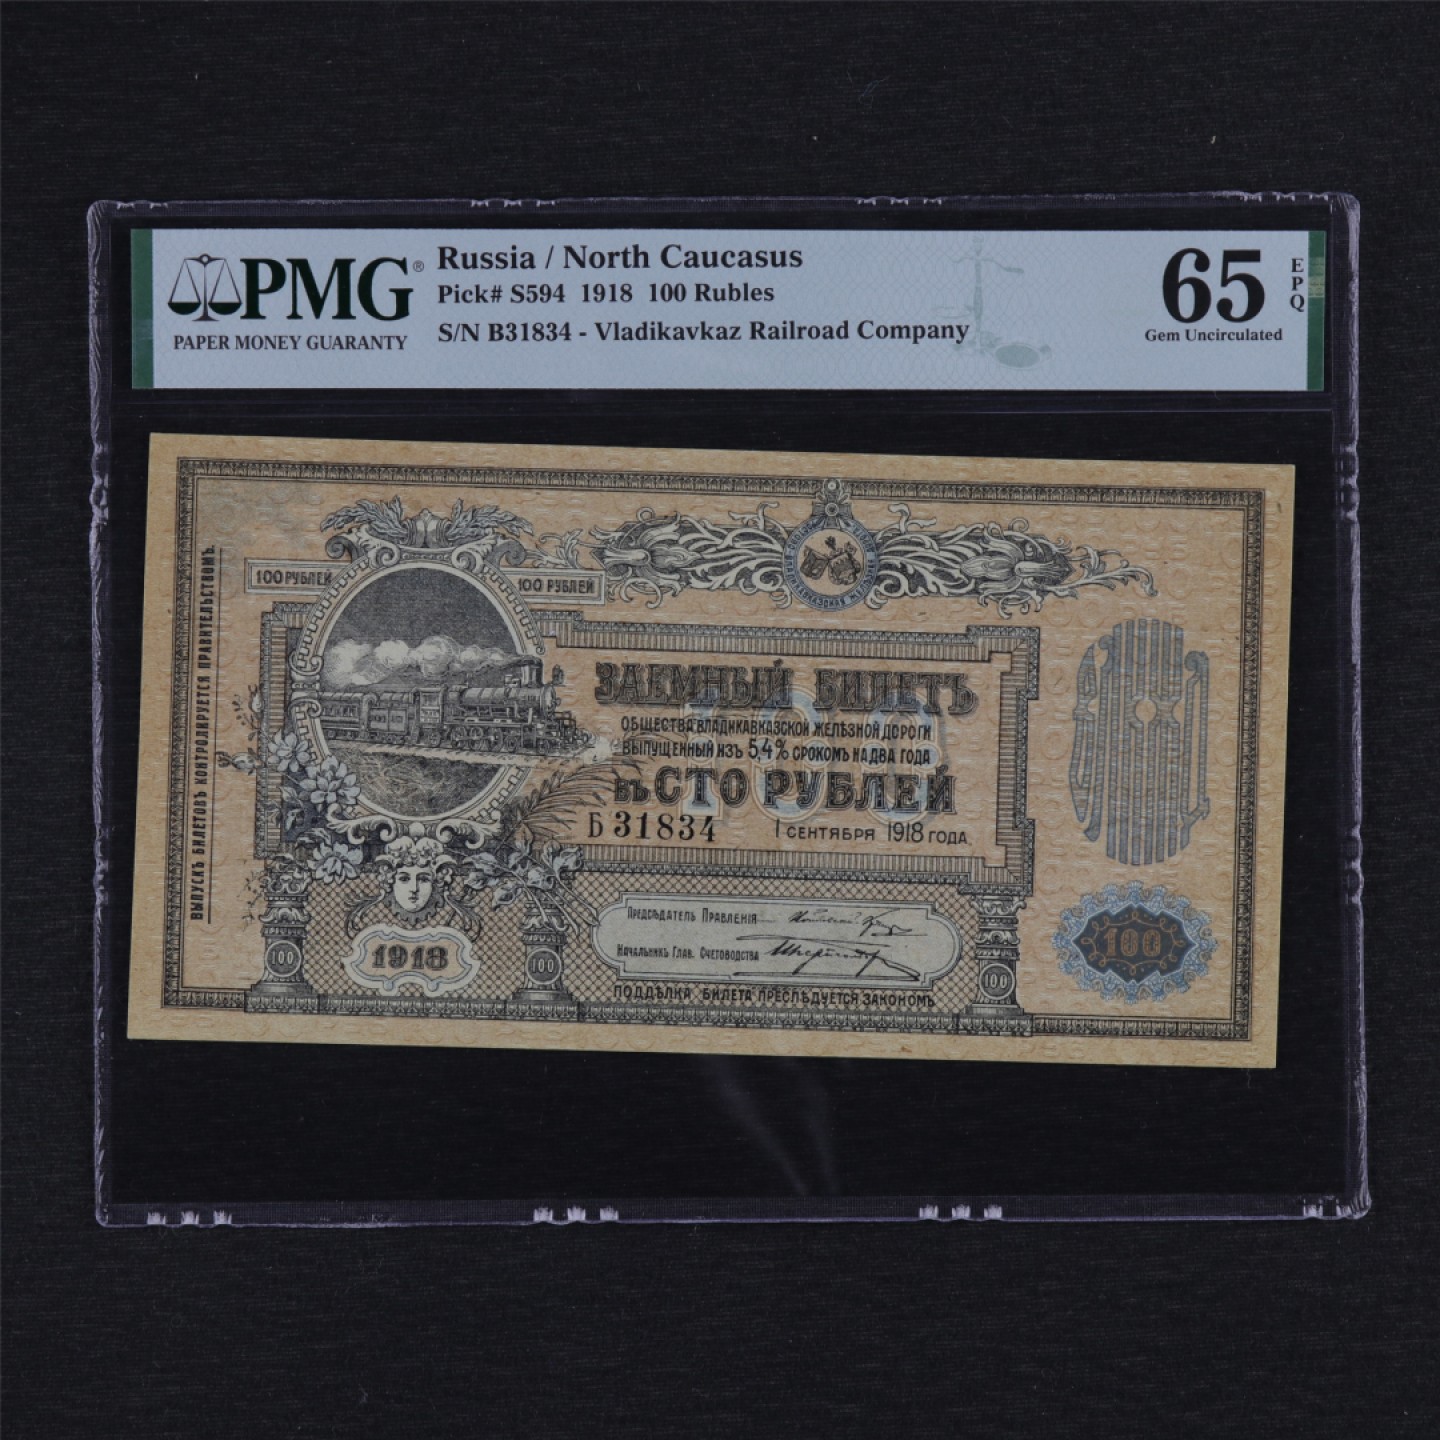 PMG®
PAPER MONEY GUARANTY
Russia / North Caucasus
Pick# S594 1918 100 Rubles
S/N B31834 - Vladikavkaz Railroad Company
65
EPQ
Gem Uncirculated
ВЫПУСКЪ БИЛЕТОВЪ КОНТРОЛИРУЕТСЯ ПРАВИТЕЛЬСТВОМЪ.
100 РУБЛЕЙ
100 РУБЛЕЙ
ЗАЕМНЫЙ БИЛЕТЪ
ОБЩЕСТВА ВЛАДИКАВКАЗСКОЙ ЖЕЛѢЗНОЙ ДОРОГИ
ВЫПУЩЕННЫЙ ИЗЪ 5,4% СРОКОМЪ НА ДВА ГОДА
ВЪ СТО РУБЛЕЙ
100
Б 31834
1 СЕНТЯБРЯ 1918 ГОДА.
ПРЕДСѢДАТЕЛЬ ПРАВЛЕНІЯ
НАЧАЛЬНИКЪ ГЛАВ. СЧЕТОВОДСТВА
1918
100
100
100
100
ПОДДѢЛКА БИЛЕТА ПРЕСЛѢДУЕТСЯ ЗАКОНОМЪ